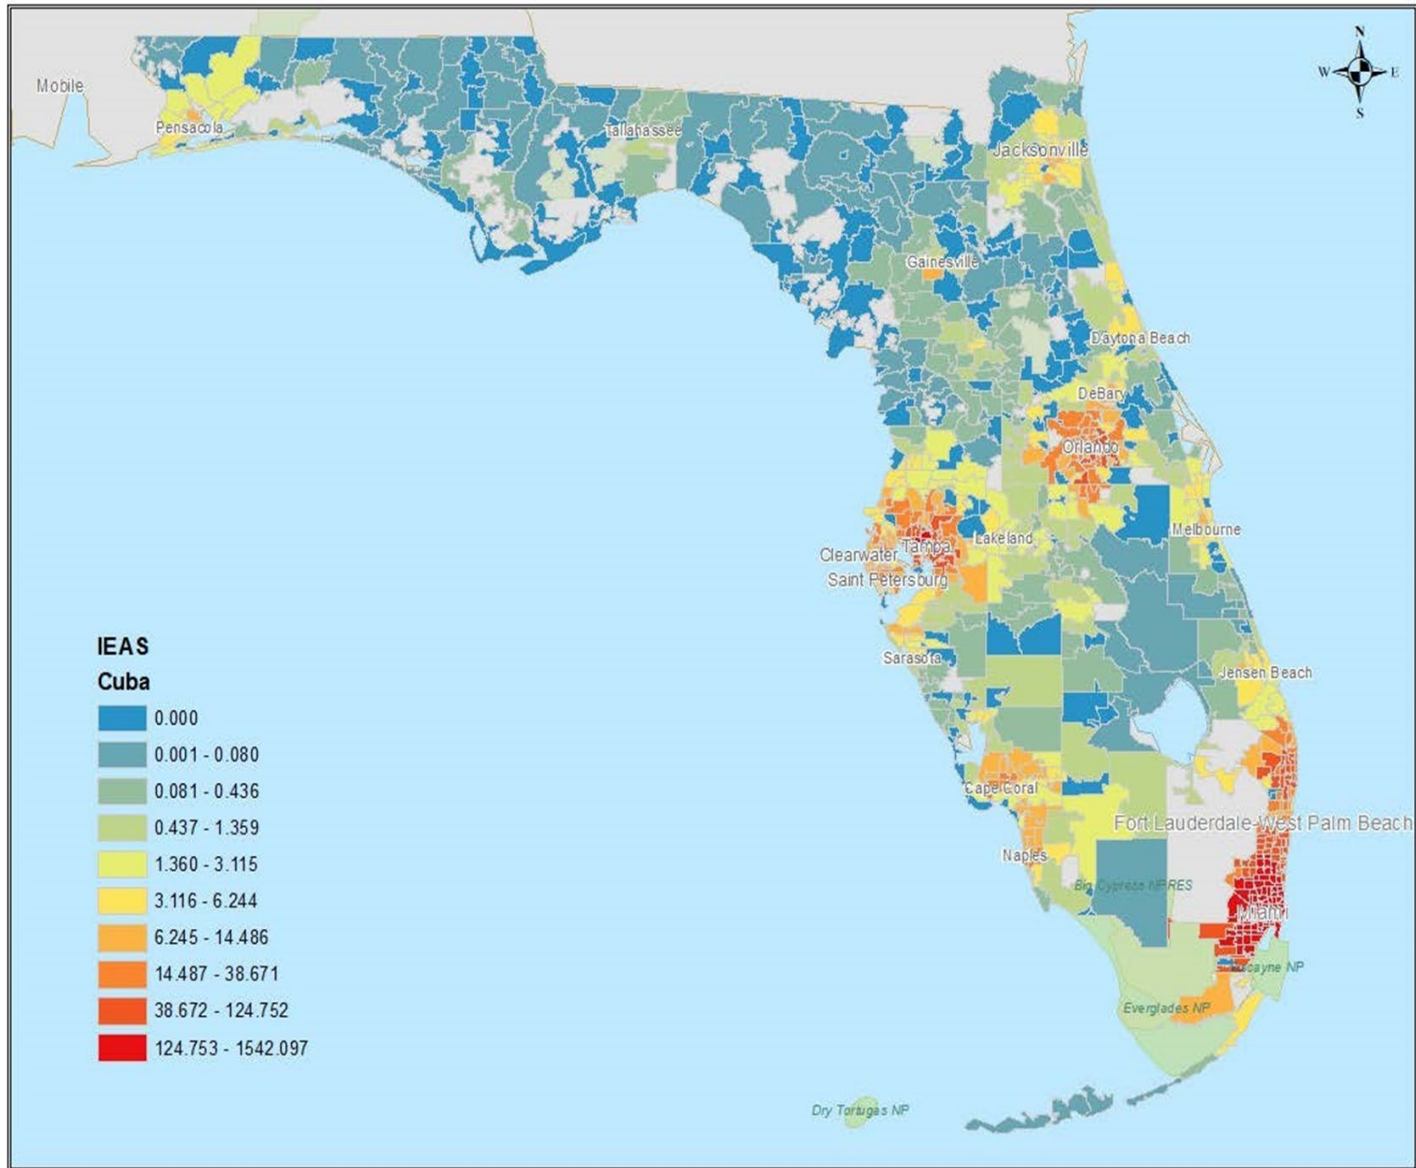 N
W E
S
Mobile
Pensacola
Tallahassee
Jacksonville
Gainesville
Daytona Beach
DeBary
Orlando
Melbourne
Lakeland
Clearwater Tampa
Saint Petersburg
Sarasota
Jensen Beach
Cape Coral
Fort Lauderdale-West Palm Beach
Naples
Big Cypress NPRES
Miami
Biscayne NP
Everglades NP
Dry Tortugas NP
IEAS
Cuba
0.000
0.001 - 0.080
0.081 - 0.436
0.437 - 1.359
1.360 - 3.115
3.116 - 6.244
6.245 - 14.486
14.487 - 38.671
38.672 - 124.752
124.753 - 1542.097